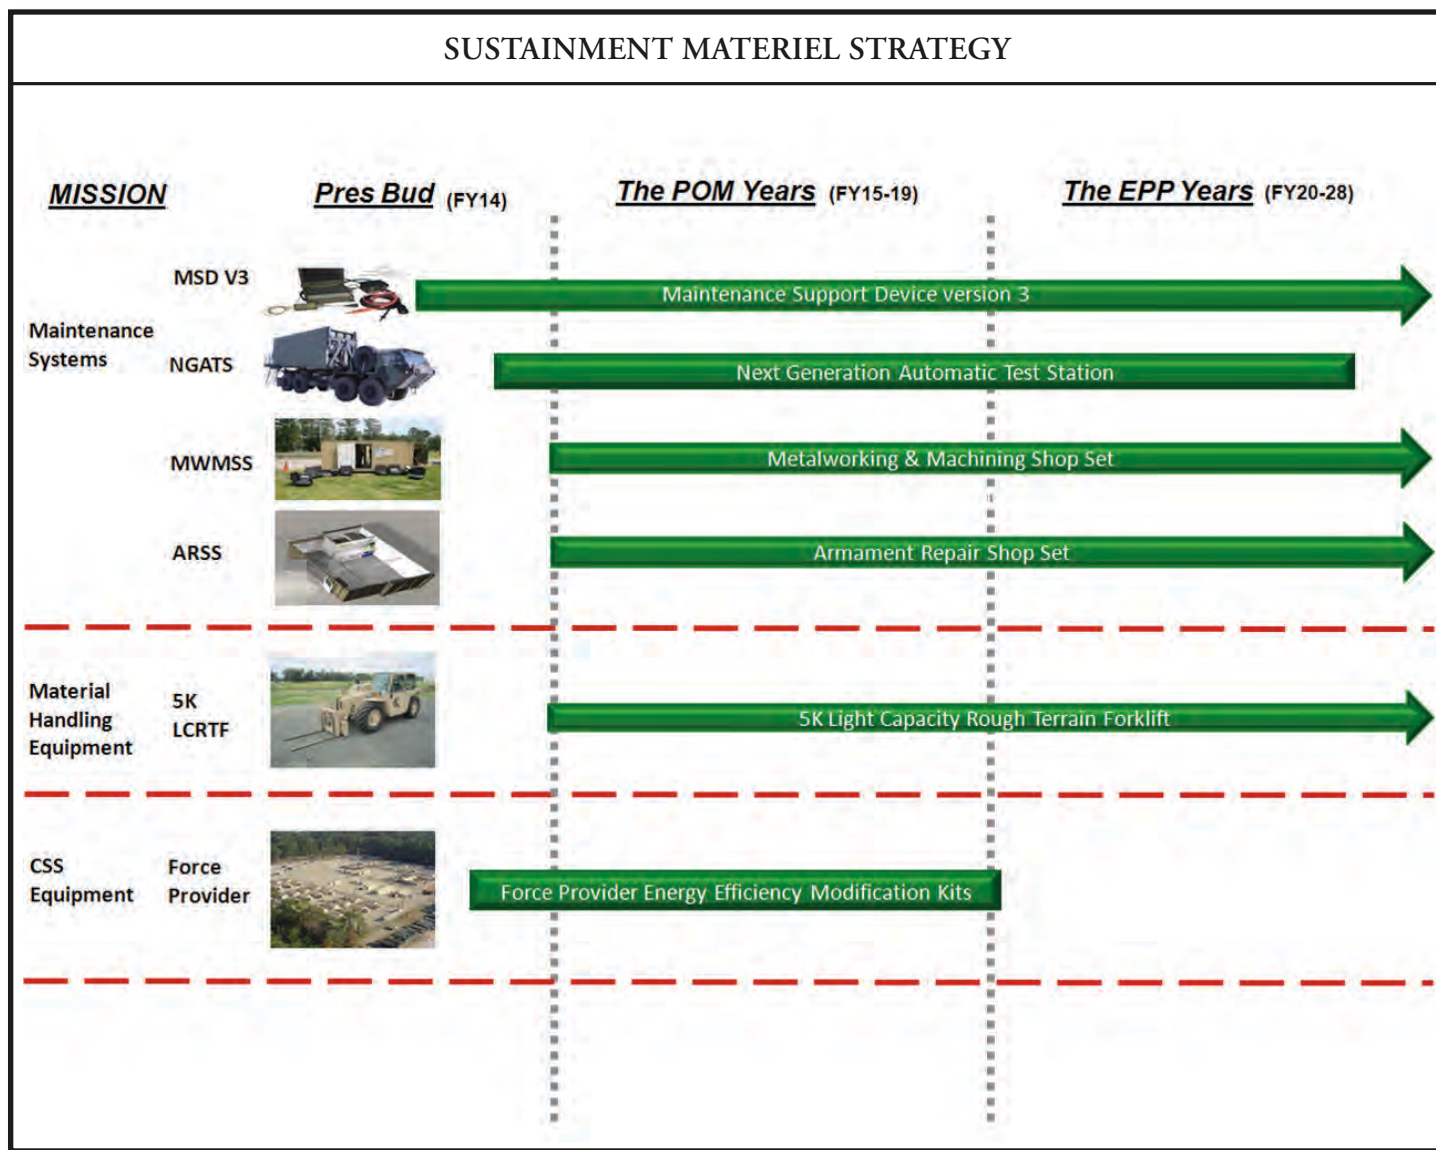 SUSTAINMENT MATERIEL STRATEGY
MISSION
Pres Bud (FY14)
The POM Years (FY15-19)
The EPP Years (FY20-28)
Maintenance
Systems
MSD V3
Maintenance Support Device version 3
NGATS
Next Generation Automatic Test Station
MWMSS
Metalworking & Machining Shop Set
ARSS
Armament Repair Shop Set
Material
Handling
Equipment
5K
LCRTF
5K Light Capacity Rough Terrain Forklift
CSS
Equipment
Force
Provider
Force Provider Energy Efficiency Modification Kits